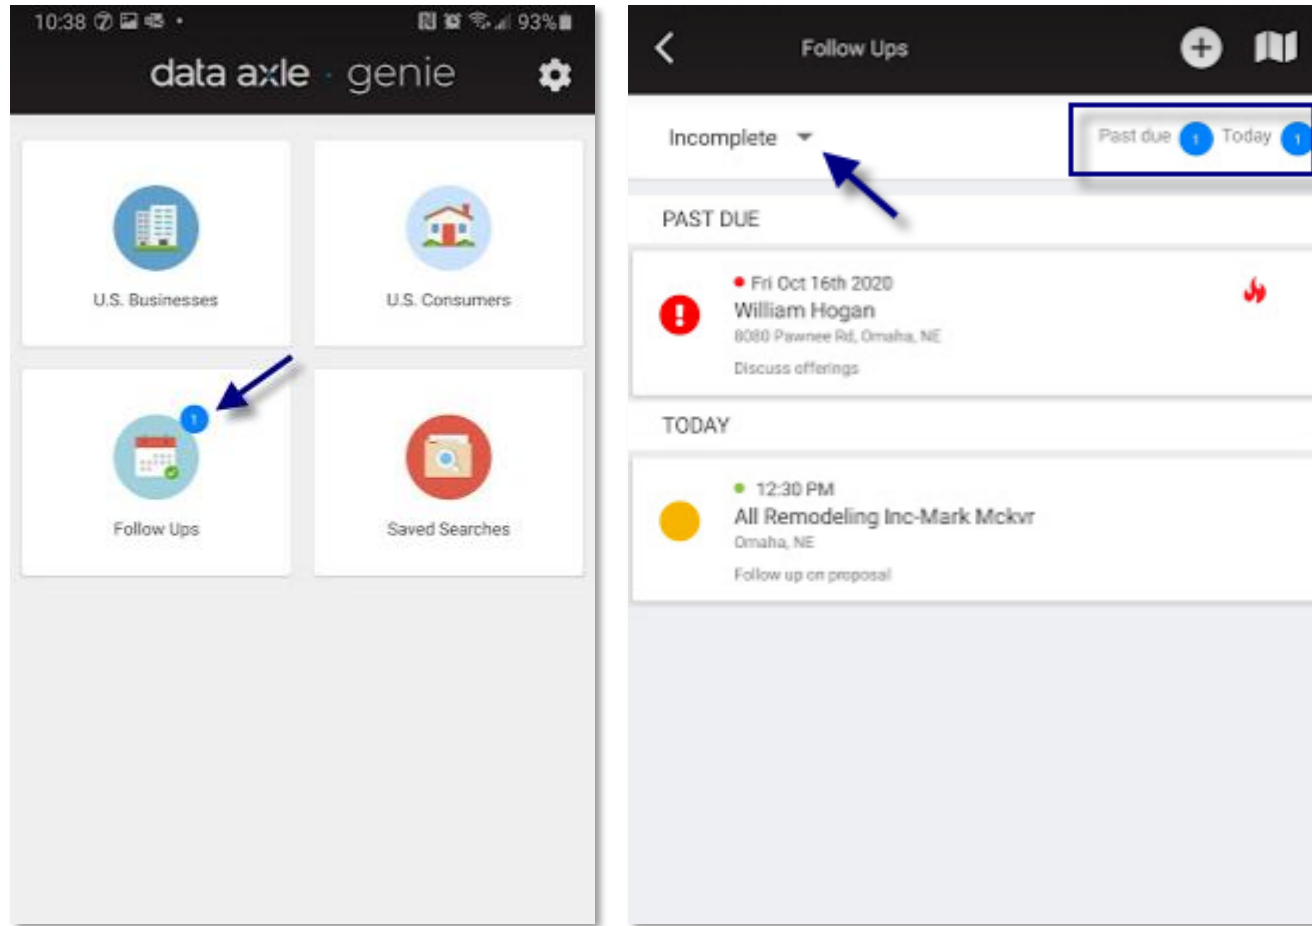 10:38
93%
data axle · genie
U.S. Businesses
U.S. Consumers
1
Follow Ups
Saved Searches
Follow Ups
Incomplete
Past due 1 Today 1
PAST DUE
Fri Oct 16th 2020
William Hogan
8080 Pawnee Rd, Omaha, NE
Discuss offerings
TODAY
12:30 PM
All Remodeling Inc-Mark Mckvr
Omaha, NE
Follow up on proposal